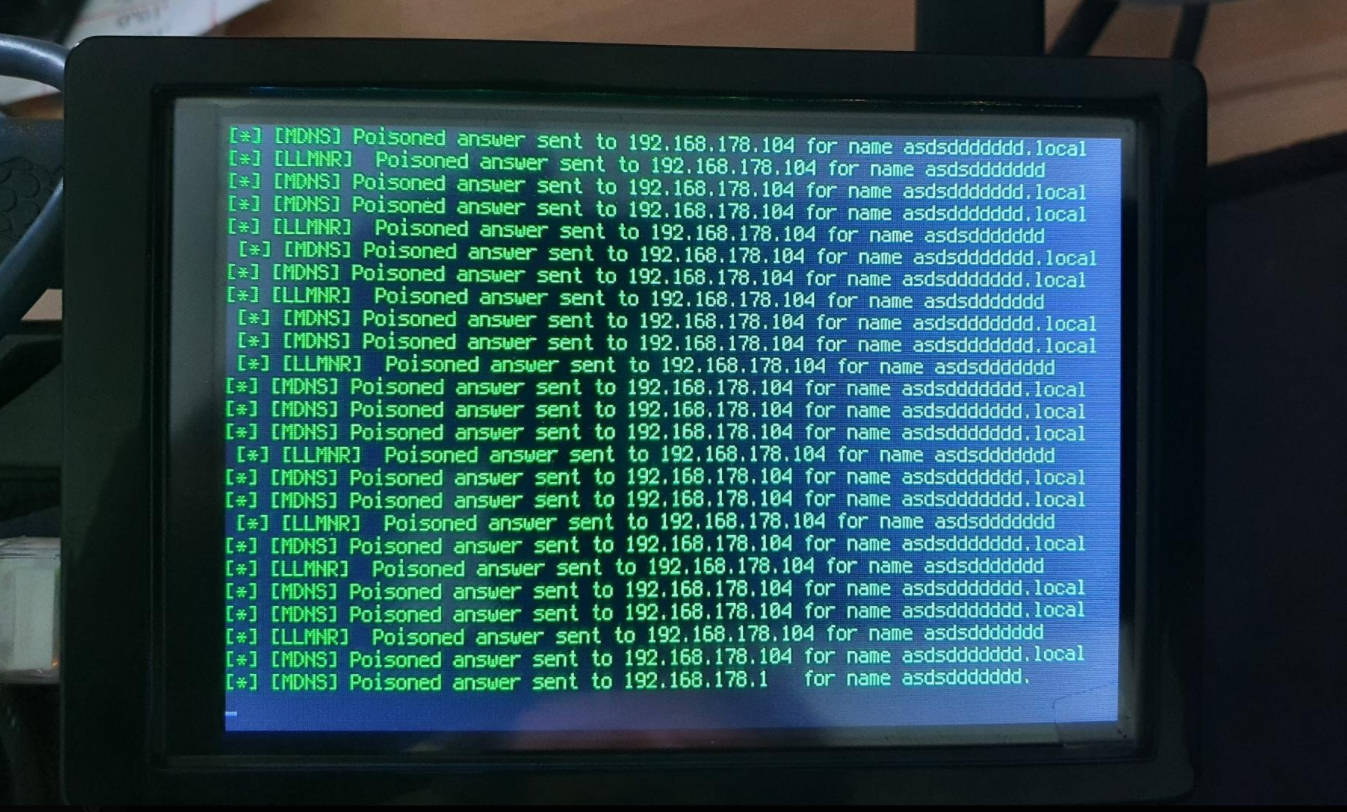 [*] [MDNS] Poisoned answer sent to 192.168.178.104 for name asdsddddddd.local
[*] [LLMNR]  Poisoned answer sent to 192.168.178.104 for name asdsddddddd
[*] [MDNS] Poisoned answer sent to 192.168.178.104 for name asdsddddddd.local
[*] [MDNS] Poisoned answer sent to 192.168.178.104 for name asdsddddddd.local
[*] [LLMNR]  Poisoned answer sent to 192.168.178.104 for name asdsddddddd
[*] [MDNS] Poisoned answer sent to 192.168.178.104 for name asdsddddddd.local
[*] [MDNS] Poisoned answer sent to 192.168.178.104 for name asdsddddddd.local
[*] [LLMNR]  Poisoned answer sent to 192.168.178.104 for name asdsddddddd
[*] [MDNS] Poisoned answer sent to 192.168.178.104 for name asdsddddddd.local
[*] [MDNS] Poisoned answer sent to 192.168.178.104 for name asdsddddddd.local
[*] [LLMNR]  Poisoned answer sent to 192.168.178.104 for name asdsddddddd
[*] [MDNS] Poisoned answer sent to 192.168.178.104 for name asdsddddddd.local
[*] [MDNS] Poisoned answer sent to 192.168.178.104 for name asdsddddddd.local
[*] [MDNS] Poisoned answer sent to 192.168.178.104 for name asdsddddddd.local
[*] [LLMNR]  Poisoned answer sent to 192.168.178.104 for name asdsddddddd
[*] [MDNS] Poisoned answer sent to 192.168.178.104 for name asdsddddddd.local
[*] [MDNS] Poisoned answer sent to 192.168.178.104 for name asdsddddddd.local
[*] [LLMNR]  Poisoned answer sent to 192.168.178.104 for name asdsddddddd
[*] [MDNS] Poisoned answer sent to 192.168.178.104 for name asdsddddddd.local
[*] [LLMNR]  Poisoned answer sent to 192.168.178.104 for name asdsddddddd
[*] [MDNS] Poisoned answer sent to 192.168.178.104 for name asdsddddddd.local
[*] [MDNS] Poisoned answer sent to 192.168.178.104 for name asdsddddddd.local
[*] [LLMNR]  Poisoned answer sent to 192.168.178.104 for name asdsddddddd
[*] [MDNS] Poisoned answer sent to 192.168.178.104 for name asdsddddddd.local
[*] [MDNS] Poisoned answer sent to 192.168.178.1   for name asdsddddddd.